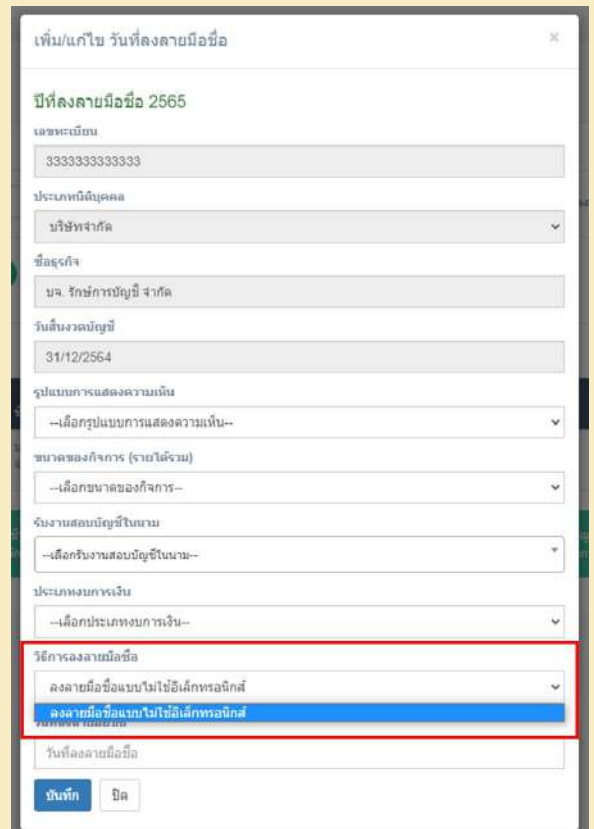 เพิ่ม/แก้ไข วันที่ลงลายมือชื่อ
×
ปีที่ลงลายมือชื่อ 2565
เลขทะเบียน
3333333333333
ประเภทนิติบุคคล
บริษัทจำกัด
ชื่อธุรกิจ
บจ. รักษ์การบัญชี จำกัด
วันสิ้นงวดบัญชี
31/12/2564
รูปแบบการแสดงความเห็น
--เลือกรูปแบบการแสดงความเห็น--
ขนาดของกิจการ (รายได้รวม)
--เลือกขนาดของกิจการ--
รับงานสอบบัญชีในนาม
--เลือกรับงานสอบบัญชีในนาม--
ประเภทงบการเงิน
--เลือกประเภทงบการเงิน--
วิธีการลงลายมือชื่อ
ลงลายมือชื่อแบบไม่ใช้อิเล็กทรอนิกส์
ลงลายมือชื่อแบบไม่ใช้อิเล็กทรอนิกส์
วันที่ลงลายมือชื่อ
วันที่ลงลายมือชื่อ
บันทึก ปิด